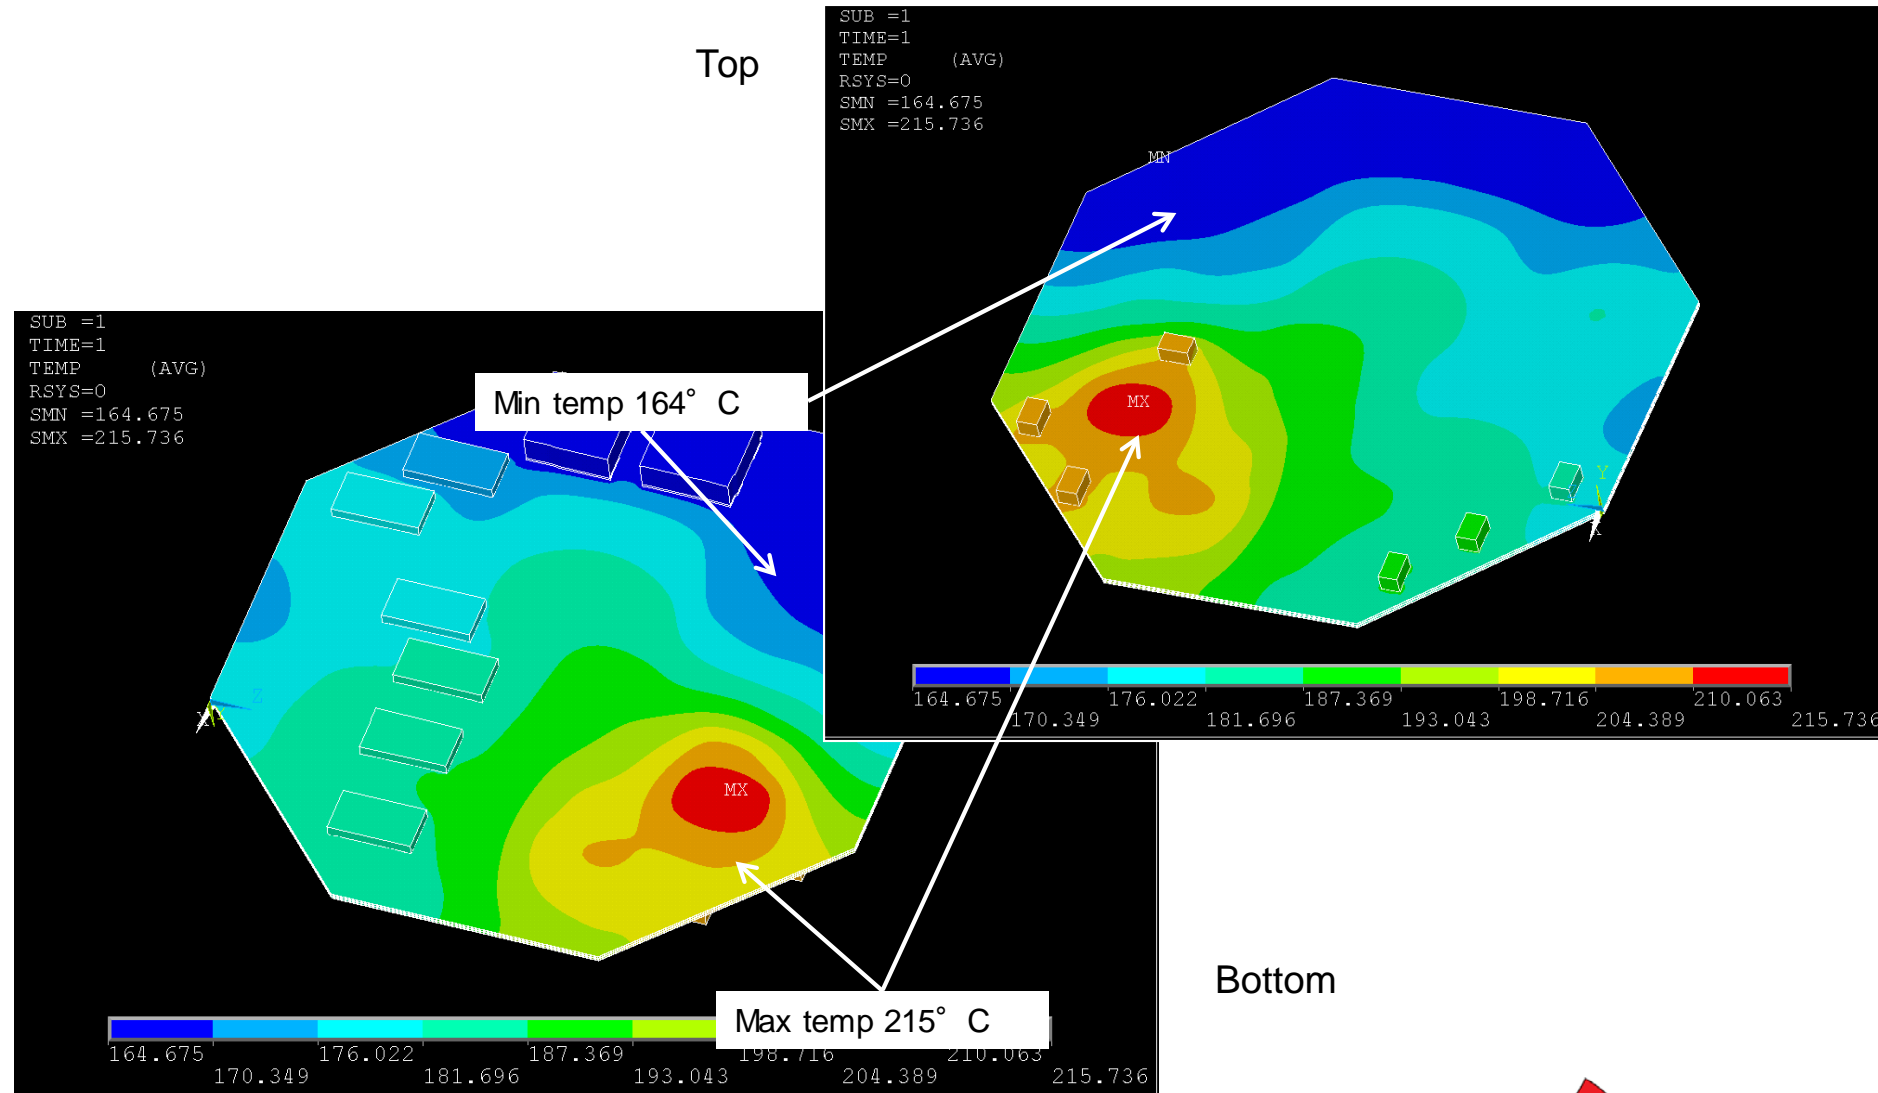 Top
SUB =1
TIME=1
TEMP (AVG)
RSYS=0
SMN =164.675
SMX =215.736
MN
MX
Y
X
164.675 176.022 187.369 198.716 210.063
170.349 181.696 193.043 204.389 215.736
SUB =1
TIME=1
TEMP (AVG)
RSYS=0
SMN =164.675
SMX =215.736
Min temp 164° C
Z
X
MX
Max temp 215° C
164.675 176.022 187.369 198.716 210.063
170.349 181.696 193.043 204.389 215.736
Bottom